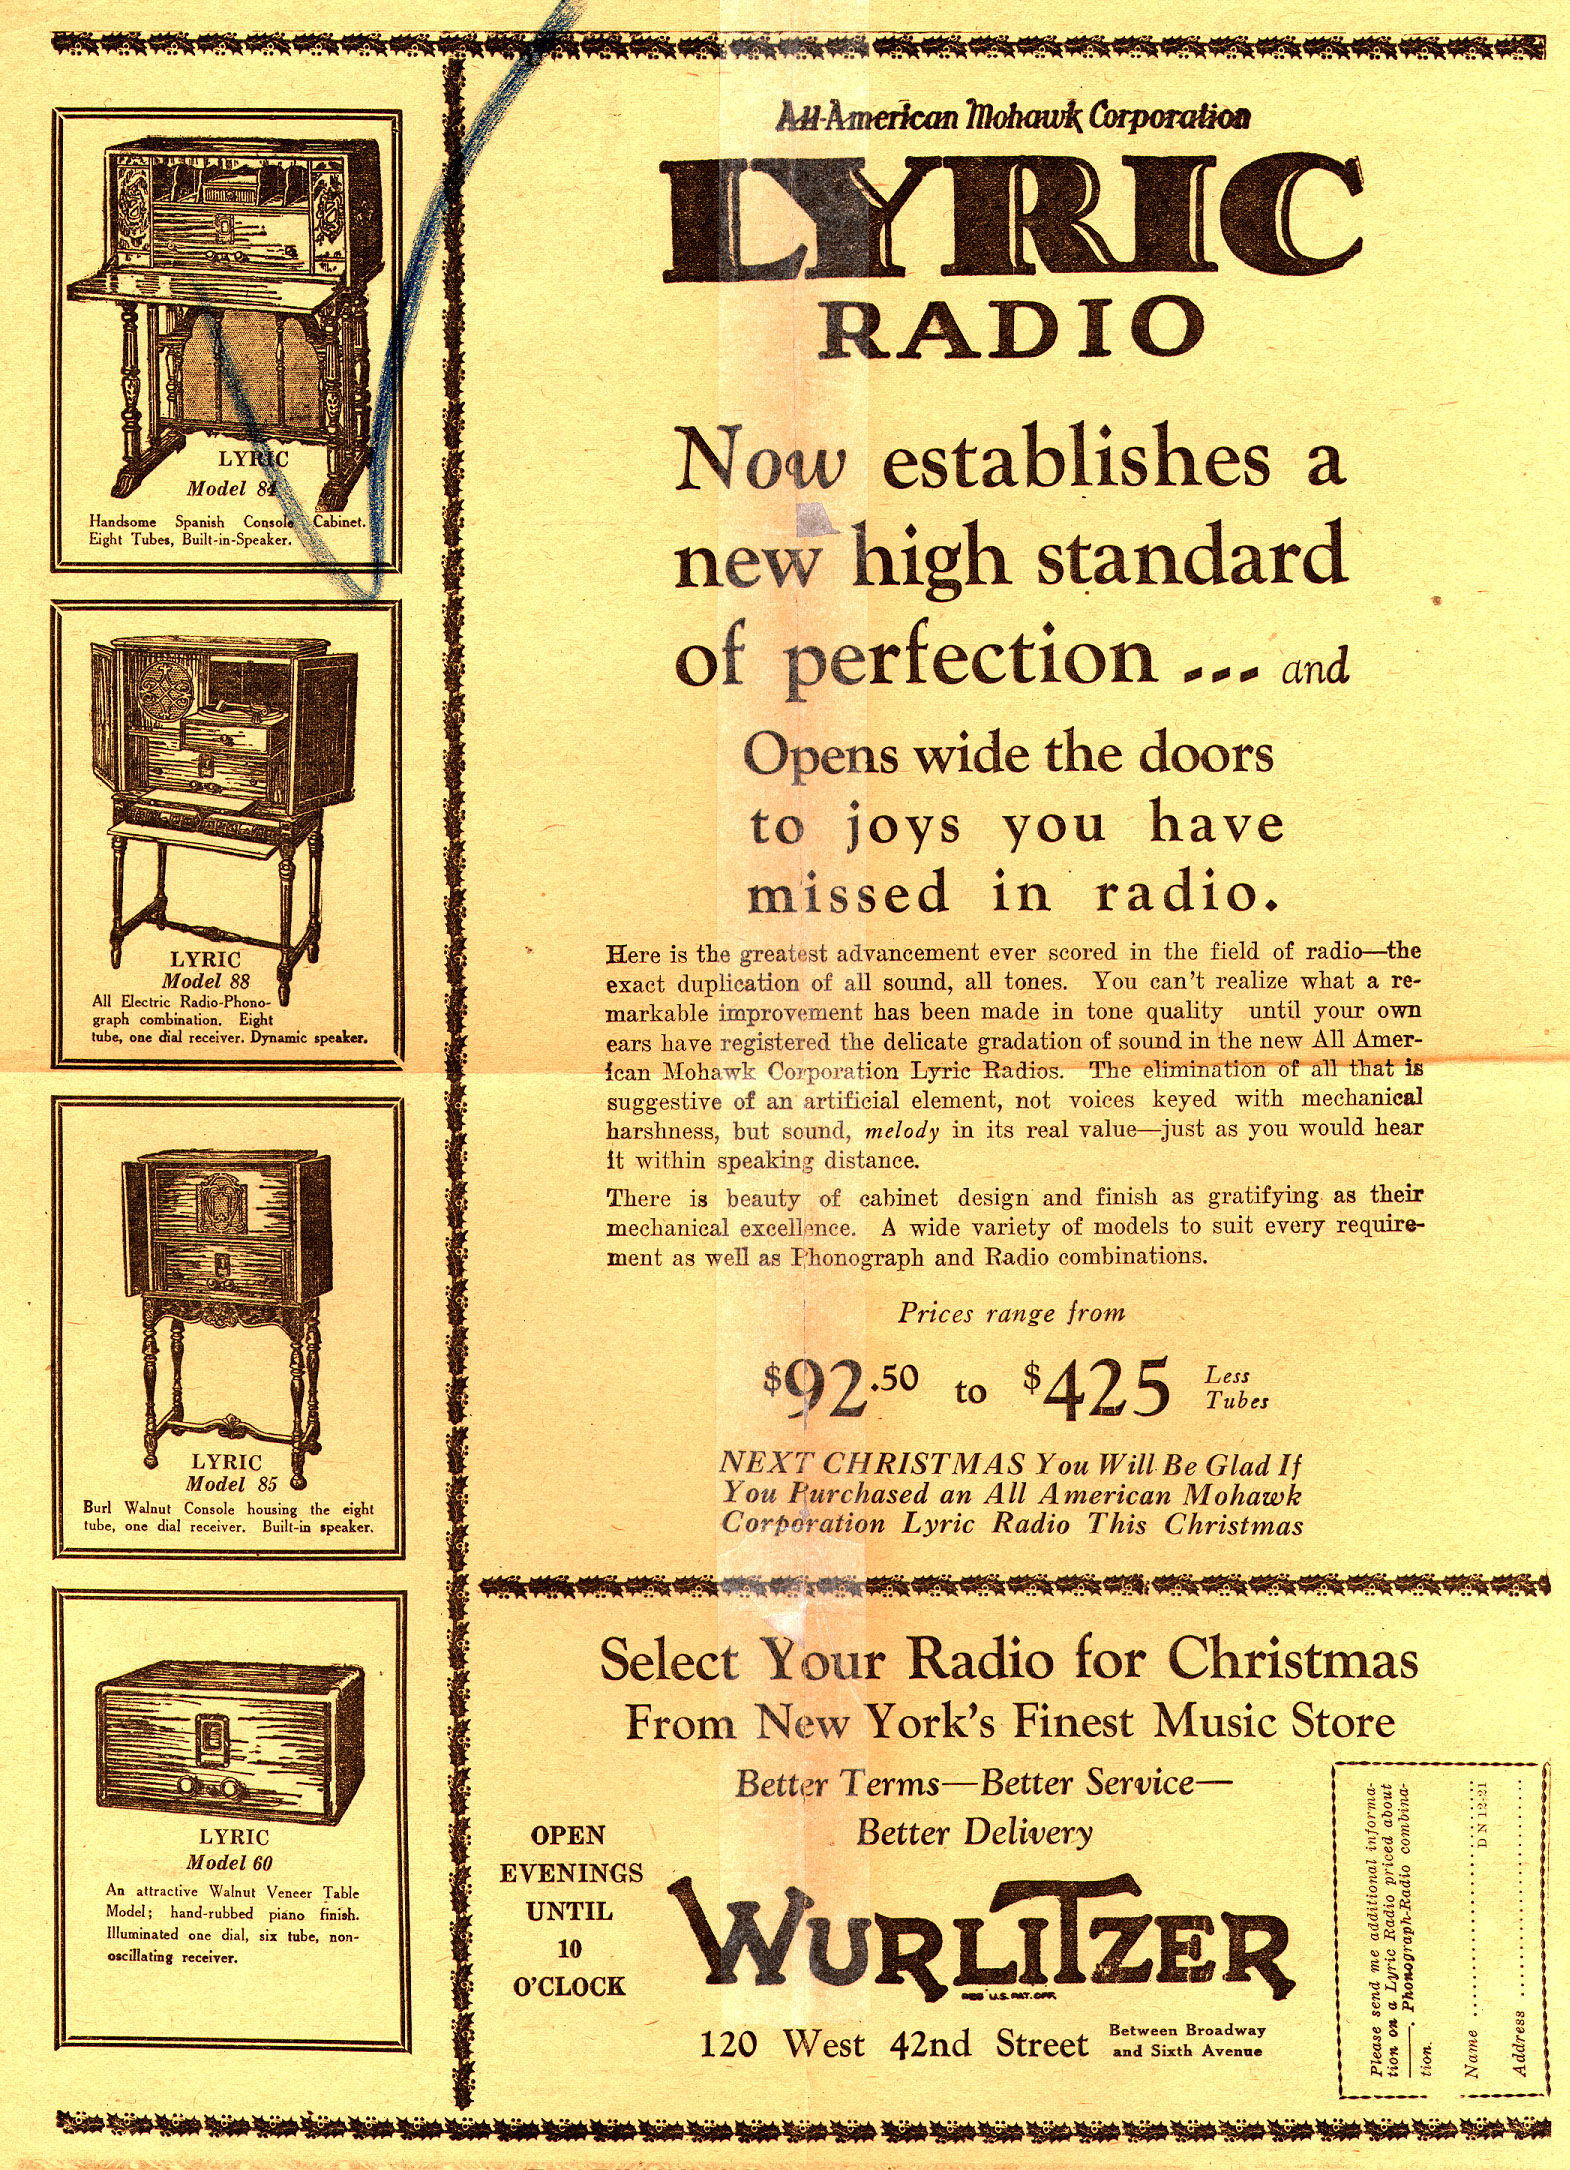 All-American Mohawk Corporation
LYRIC
RADIO
Now establishes a
new high standard
of perfection ... and
Opens wide the doors
to joys you have
missed in radio.
Here is the greatest advancement ever scored in the field of radio—the
exact duplication of all sound, all tones. You can't realize what a re-
markable improvement has been made in tone quality until your own
ears have registered the delicate gradation of sound in the new All Amer-
ican Mohawk Corporation Lyric Radios. The elimination of all that is
suggestive of an artificial element, not voices keyed with mechanical
harshness, but sound, melody in its real value—just as you would hear
it within speaking distance.
There is beauty of cabinet design and finish as gratifying as their
mechanical excellence. A wide variety of models to suit every require-
ment as well as Phonograph and Radio combinations.
Prices range from
$92.50 to $425 Less
Tubes
NEXT CHRISTMAS You Will Be Glad If
You Purchased an All American Mohawk
Corporation Lyric Radio This Christmas
LYRIC
Model 84
Handsome Spanish Console Cabinet.
Eight Tubes, Built-in-Speaker.
LYRIC
Model 88
All Electric Radio-Phono-
graph combination. Eight
tube, one dial receiver. Dynamic speaker.
LYRIC
Model 85
Burl Walnut Console housing the eight
tube, one dial receiver. Built-in speaker.
LYRIC
Model 60
An attractive Walnut Veneer Table
Model; hand-rubbed piano finish.
Illuminated one dial, six tube, non-
oscillating receiver.
Select Your Radio for Christmas
From New York's Finest Music Store
Better Terms—Better Service—
Better Delivery
OPEN
EVENINGS
UNTIL
10
O'CLOCK
WURLITZER
REG U.S. PAT. OFF.
120 West 42nd Street Between Broadway
and Sixth Avenue
Please send me additional informa-
tion on a Lyric Radio priced about
———. Phonograph-Radio combina-
tion.
Name ........................
DN 12-21
Address ........................